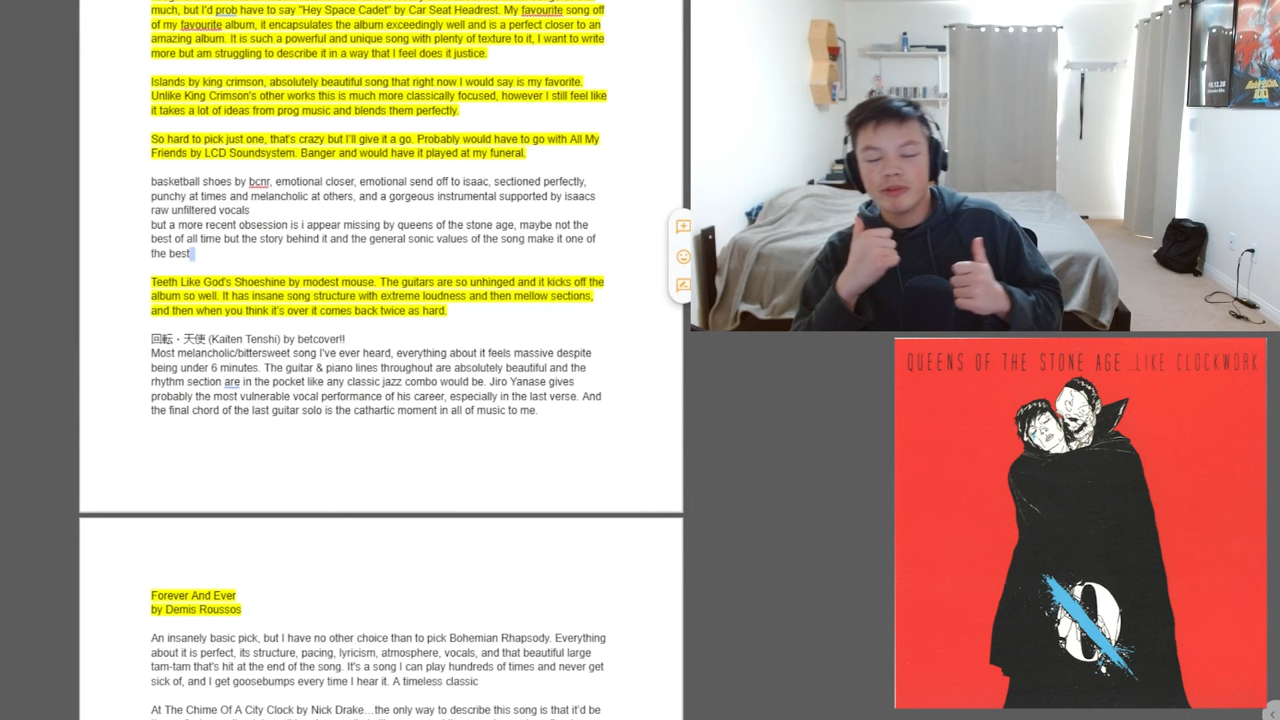 much, but I'd prob have to say "Hey Space Cadet" by Car Seat Headrest. My favourite song off
of my favourite album, it encapsulates the album exceedingly well and is a perfect closer to an
amazing album. It is such a powerful and unique song with plenty of texture to it, I want to write
more but am struggling to describe it in a way that I feel does it justice.
Islands by king crimson, absolutely beautiful song that right now I would say is my favorite.
Unlike King Crimson's other works this is much more classically focused, however I still feel like
it takes a lot of ideas from prog music and blends them perfectly.
So hard to pick just one, that's crazy but I'll give it a go. Probably would have to go with All My
Friends by LCD Soundsystem. Banger and would have it played at my funeral.
basketball shoes by bcnr, emotional closer, emotional send off to isaac, sectioned perfectly,
punchy at times and melancholic at others, and a gorgeous instrumental supported by isaacs
raw unfiltered vocals
but a more recent obsession is i appear missing by queens of the stone age, maybe not the
best of all time but the story behind it and the general sonic values of the song make it one of
the best
Teeth Like God's Shoeshine by modest mouse. The guitars are so unhinged and it kicks off the
album so well. It has insane song structure with extreme loudness and then mellow sections,
and then when you think it's over it comes back twice as hard.
回転・天使 (Kaiten Tenshi) by betcover!!
Most melancholic/bittersweet song I've ever heard, everything about it feels massive despite
being under 6 minutes. The guitar & piano lines throughout are absolutely beautiful and the
rhythm section are in the pocket like any classic jazz combo would be. Jiro Yanase gives
probably the most vulnerable vocal performance of his career, especially in the last verse. And
the final chord of the last guitar solo is the cathartic moment in all of music to me.
Forever And Ever
by Demis Roussos
An insanely basic pick, but I have no other choice than to pick Bohemian Rhapsody. Everything
about it is perfect, its structure, pacing, lyricism, atmosphere, vocals, and that beautiful large
tam-tam that's hit at the end of the song. It's a song I can play hundreds of times and never get
sick of, and I get goosebumps every time I hear it. A timeless classic
At The Chime Of A City Clock by Nick Drake…the only way to describe this song is that it'd be
QUEENS OF THE STONE AGE ...LIKE CLOCKWORK